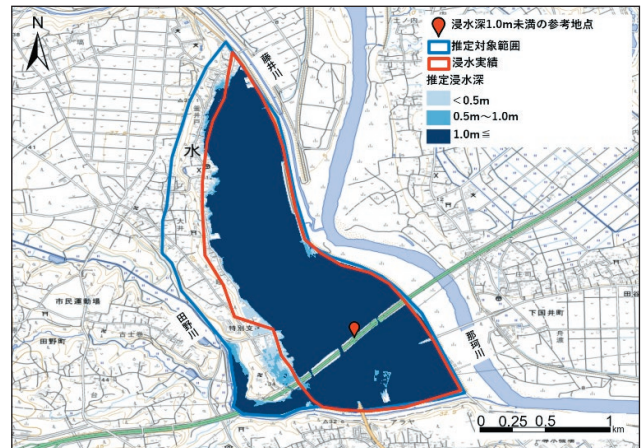 N
浸水深1.0m未満の参考地点
推定対象範囲
浸水実績
推定浸水深
<0.5m
0.5m~1.0m
1.0m≦
藤井川
水
市民運動場
田野町
田野川
特別支
下国井町
那珂川
0 0.25 0.5 1
km